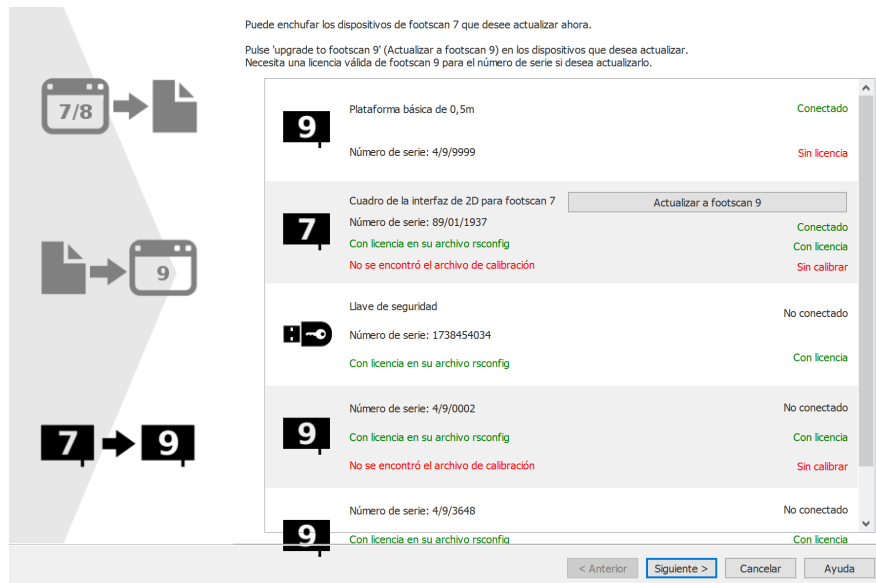 Puede enchufar los dispositivos de footscan 7 que desee actualizar ahora.
Pulse 'upgrade to footscan 9' (Actualizar a footscan 9) en los dispositivos que desea actualizar.
Necesita una licencia válida de footscan 9 para el número de serie si desea actualizarlo.
7/8
9
7
9
9
Plataforma básica de 0,5m
Conectado
Número de serie: 4/9/9999
Sin licencia
7
Cuadro de la interfaz de 2D para footscan 7
Actualizar a footscan 9
Número de serie: 89/01/1937
Conectado
Con licencia en su archivo rsconfig
Con licencia
No se encontró el archivo de calibración
Sin calibrar
Llave de seguridad
No conectado
Número de serie: 1738454034
Con licencia en su archivo rsconfig
Con licencia
9
Número de serie: 4/9/0002
No conectado
Con licencia en su archivo rsconfig
Con licencia
No se encontró el archivo de calibración
Sin calibrar
9
Número de serie: 4/9/3648
No conectado
Con licencia en su archivo rsconfig
Con licencia
< Anterior
Siguiente >
Cancelar
Ayuda